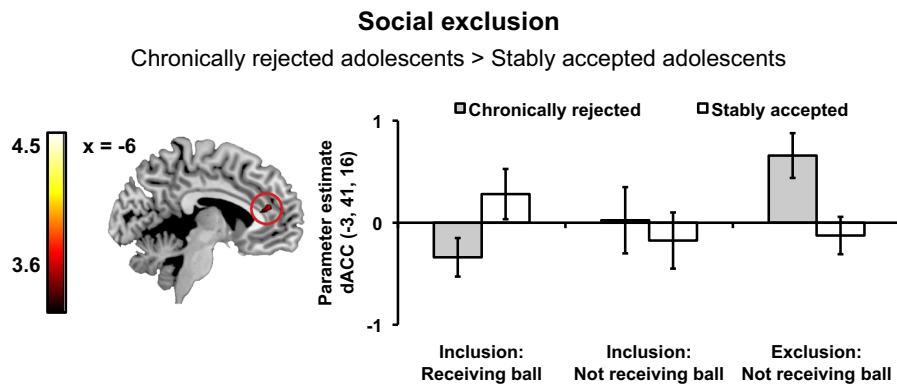 Social exclusion
Chronically rejected adolescents > Stably accepted adolescents
4.5
3.6
x = -6
Parameter estimate
dACC (-3, 41, 16)
1
0
-1
Chronically rejected
Stably accepted
Inclusion:
Receiving ball
Inclusion:
Not receiving ball
Exclusion:
Not receiving ball